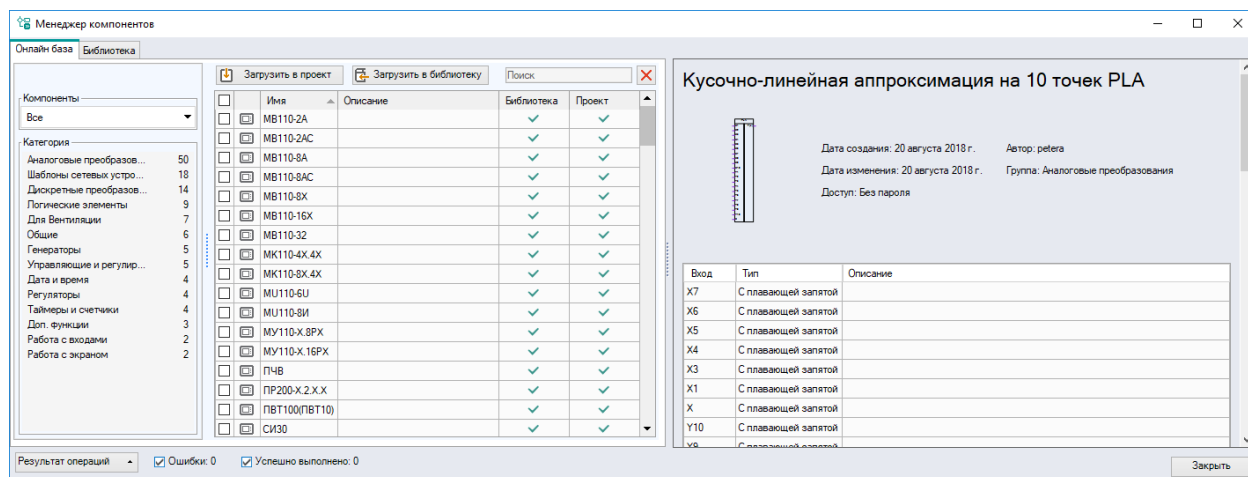 Менеджер компонентов
Онлайн база Библиотека
Загрузить в проект Загрузить в библиотеку Поиск
Компоненты
Все
Категория
Аналоговые преобразов... 50
Шаблоны сетевых устро... 18
Дискретные преобразов... 14
Логические элементы 9
Для Вентиляции 7
Общие 6
Генераторы 5
Управляющие и регулир... 5
Дата и время 4
Регуляторы 4
Таймеры и счетчики 4
Доп. функции 3
Работа с входами 2
Работа с экраном 2
Имя Описание Библиотека Проект
МВ110-2А
МВ110-2АС
МВ110-8А
МВ110-8АС
МВ110-8Х
МВ110-16Х
МВ110-32
МК110-4Х.4Х
МК110-8Х.4Х
MU110-6U
MU110-8И
МУ110-Х.8РХ
МУ110-Х.16РХ
ПЧВ
ПР200-Х.2.Х.Х
ПВТ100(ПВТ10)
СИ30
Кусочно-линейная аппроксимация на 10 точек PLA
Дата создания: 20 августа 2018 г. Автор: petera
Дата изменения: 20 августа 2018 г. Группа: Аналоговые преобразования
Доступ: Без пароля
Вход Тип Описание
X7 С плавающей запятой
X6 С плавающей запятой
X5 С плавающей запятой
X4 С плавающей запятой
X3 С плавающей запятой
X1 С плавающей запятой
X С плавающей запятой
Y10 С плавающей запятой
Y9 С плавающей запятой
Результат операций Ошибки: 0 Успешно выполнено: 0
Закрыть